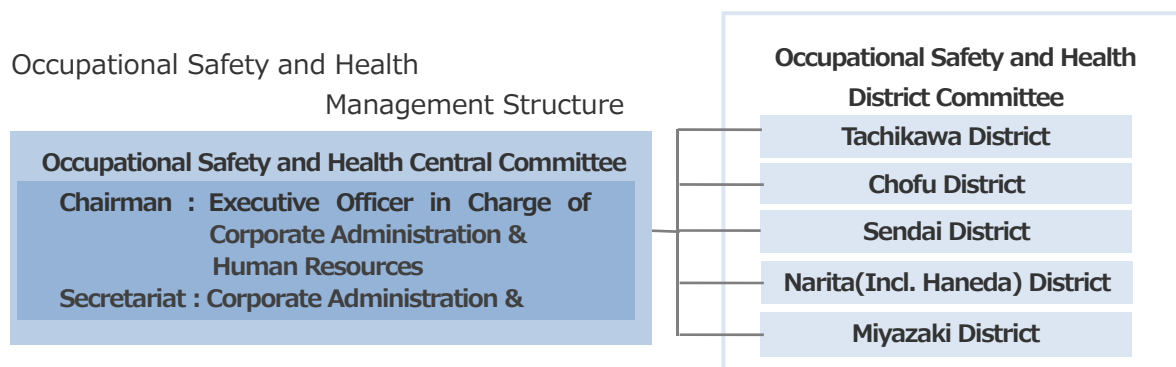 Occupational Safety and Health
Management Structure
Occupational Safety and Health Central Committee
Chairman : Executive Officer in Charge of
Corporate Administration &
Human Resources
Secretariat : Corporate Administration &
Occupational Safety and Health
District Committee
Tachikawa District
Chofu District
Sendai District
Narita(Incl. Haneda) District
Miyazaki District